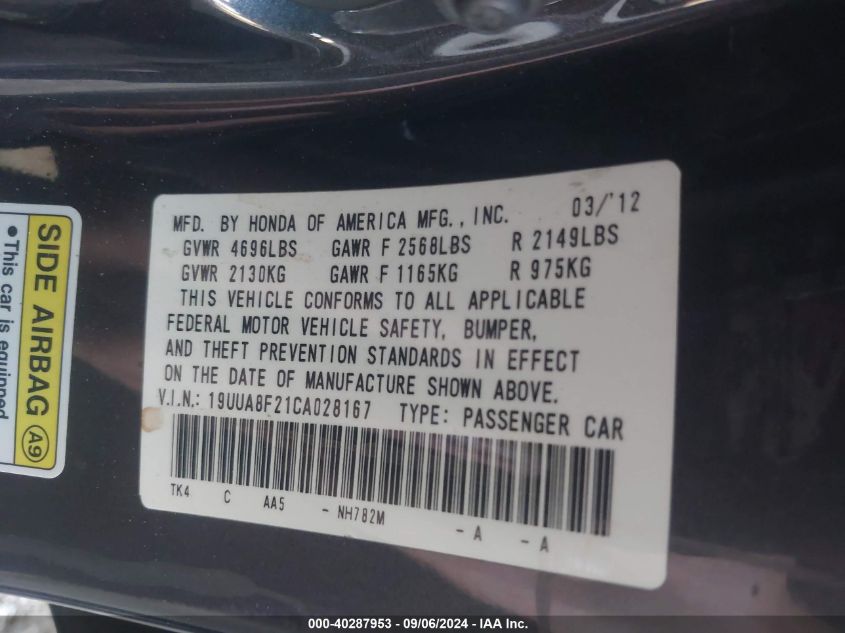 MFD. BY HONDA OF AMERICA MFG., INC. 03/'12
GVWR 4696LBS GAWR F 2568LBS R 2149LBS
GVWR 2130KG GAWR F 1165KG R 975KG
THIS VEHICLE CONFORMS TO ALL APPLICABLE
FEDERAL MOTOR VEHICLE SAFETY, BUMPER,
AND THEFT PREVENTION STANDARDS IN EFFECT
ON THE DATE OF MANUFACTURE SHOWN ABOVE.
V.I.N.: 19UUA8F21CA028167 TYPE: PASSENGER CAR
TK4 C AA5 - NH782M - A - A
SIDE AIRBAG A9
•This car is equipped
000-40287953 - 09/06/2024 - IAA Inc.